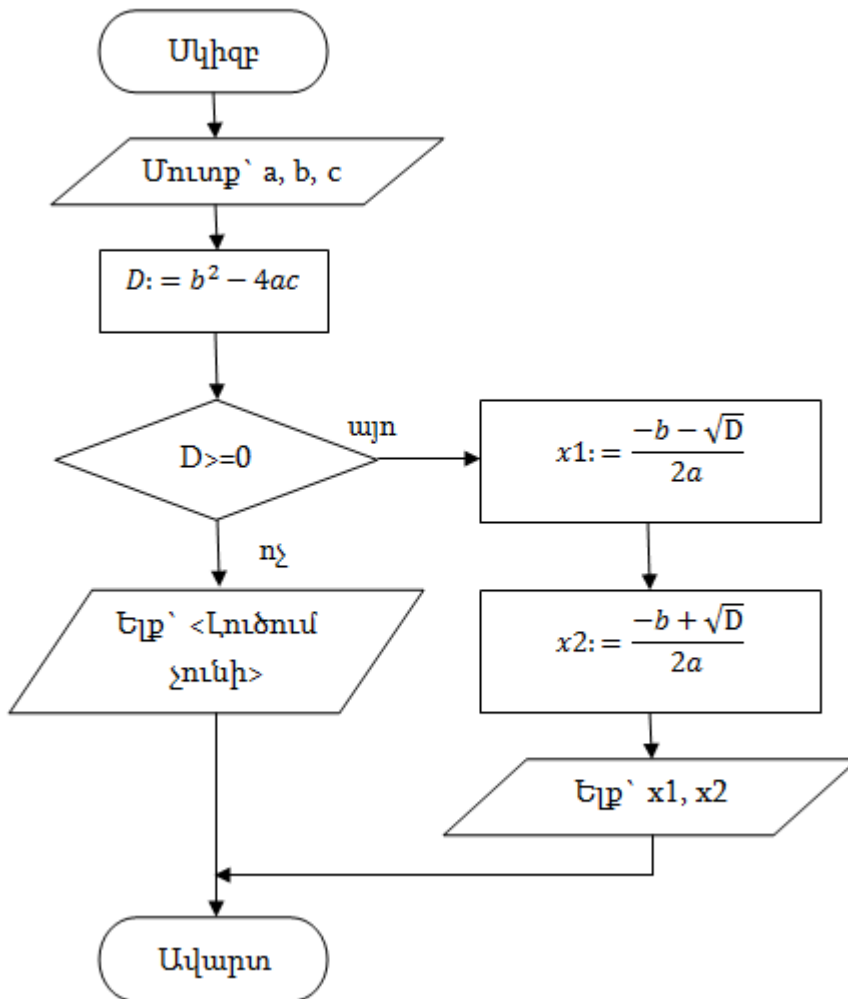 Սկիզբ
Մուտք` a, b, c
D: = b² − 4ac
D>=0
այո
ոչ
Ելք` <Լուծում
չունի>
x1: = (−b − √D)/2a
x2: = (−b + √D)/2a
Ելք` x1, x2
Ավարտ